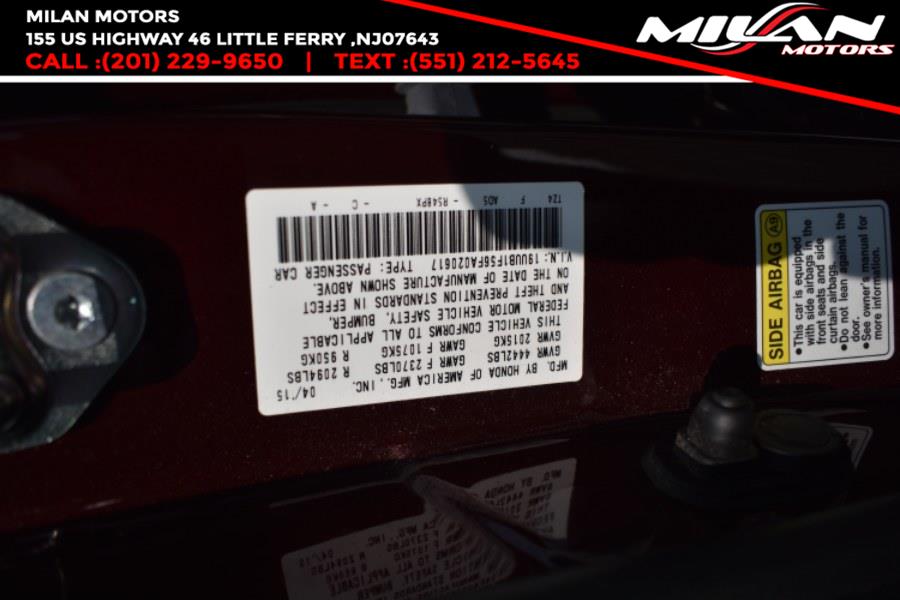 MILAN MOTORS
155 US HIGHWAY 46 LITTLE FERRY ,NJ07643
CALL :(201) 229-9650 | TEXT :(551) 212-5645
MILAN
MOTORS
MFD. BY HONDA OF AMERICA MFG., INC. 04/'15
GVWR 4442LBS GAWR F 2370LBS R 2094LBS
GVWR 2015KG GAWR F 1075KG R 950KG
THIS VEHICLE CONFORMS TO ALL APPLICABLE
FEDERAL MOTOR VEHICLE SAFETY, BUMPER,
AND THEFT PREVENTION STANDARDS IN EFFECT
ON THE DATE OF MANUFACTURE SHOWN ABOVE.
V.I.N: 19UUB1F56FA020617 TYPE: PASSENGER CAR
TZ4 F AD5 - R548PX - C - A
SIDE AIRBAG A9
• This car is equipped
with side airbags in the
front seats and side
curtain airbags.
• Do not lean against the
door.
• See owner's manual for
more information.